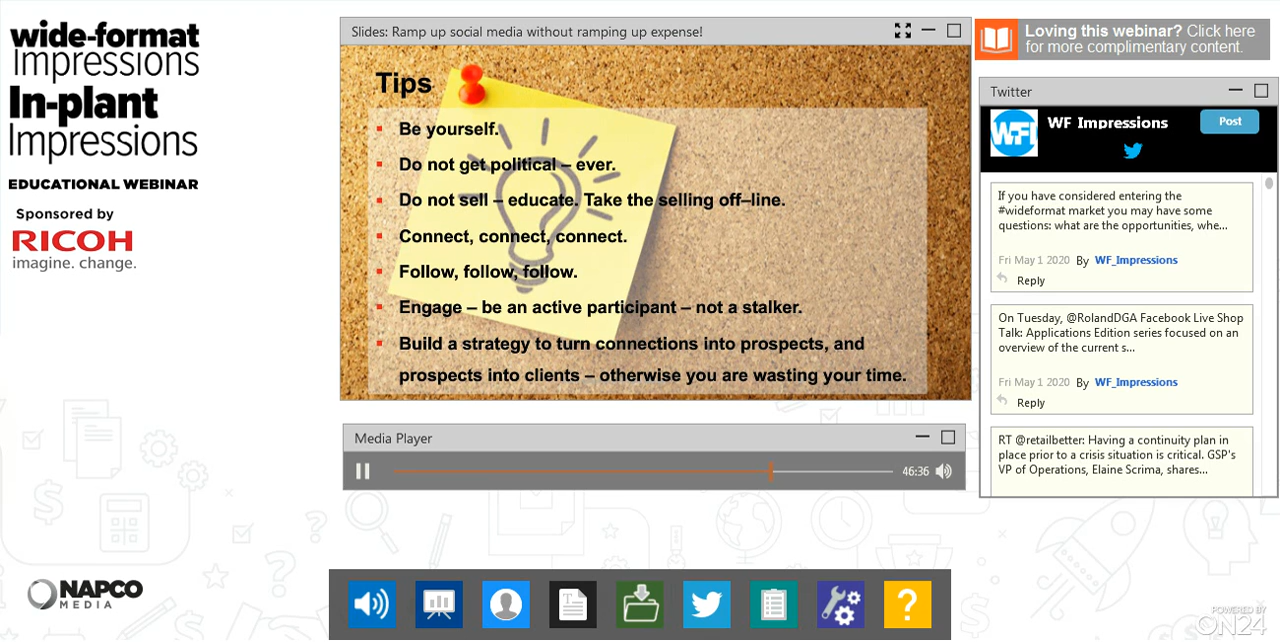 wide-format
Impressions
In-plant
Impressions
EDUCATIONAL WEBINAR
Sponsored by
RICOH
imagine. change.
Slides: Ramp up social media without ramping up expense!
Tips
Be yourself.
Do not get political – ever.
Do not sell – educate. Take the selling off–line.
Connect, connect, connect.
Follow, follow, follow.
Engage – be an active participant – not a stalker.
Build a strategy to turn connections into prospects, and
prospects into clients – otherwise you are wasting your time.
Media Player
46:36
Loving this webinar? Click here
for more complimentary content.
Twitter
WFI
WF Impressions
Post
If you have considered entering the
#wideformat market you may have some
questions: what are the opportunities, whe...
Fri May 1 2020 By WF_Impressions
Reply
On Tuesday, @RolandDGA Facebook Live Shop
Talk: Applications Edition series focused on an
overview of the current s...
Fri May 1 2020 By WF_Impressions
Reply
RT @retailbetter: Having a continuity plan in
place prior to a crisis situation is critical. GSP's
VP of Operations, Elaine Scrima, shares...
NAPCO
MEDIA
T
?
POWERED BY
ON24